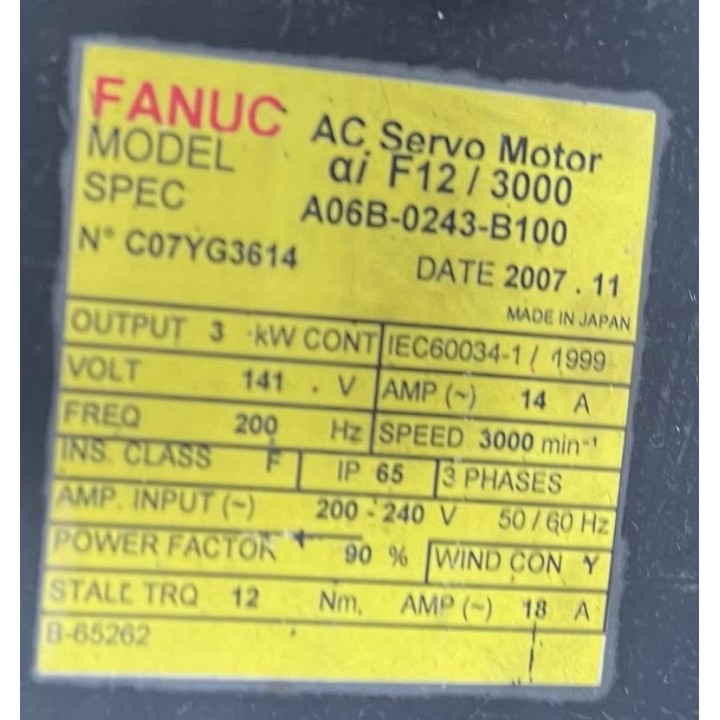 FANUC AC Servo Motor
MODEL αi F12 / 3000
SPEC A06B-0243-B100
N° C07YG3614 DATE 2007 . 11
MADE IN JAPAN
OUTPUT 3 kW CONT IEC60034-1 / 1999
VOLT 141 . V AMP (~) 14 A
FREQ 200 Hz SPEED 3000 min⁻¹
INS. CLASS F IP 65 3 PHASES
AMP. INPUT (~) 200 - 240 V 50 / 60 Hz
POWER FACTOR 90 % WIND CON Y
STALL TRQ 12 Nm, AMP (~) 18 A
B-65262